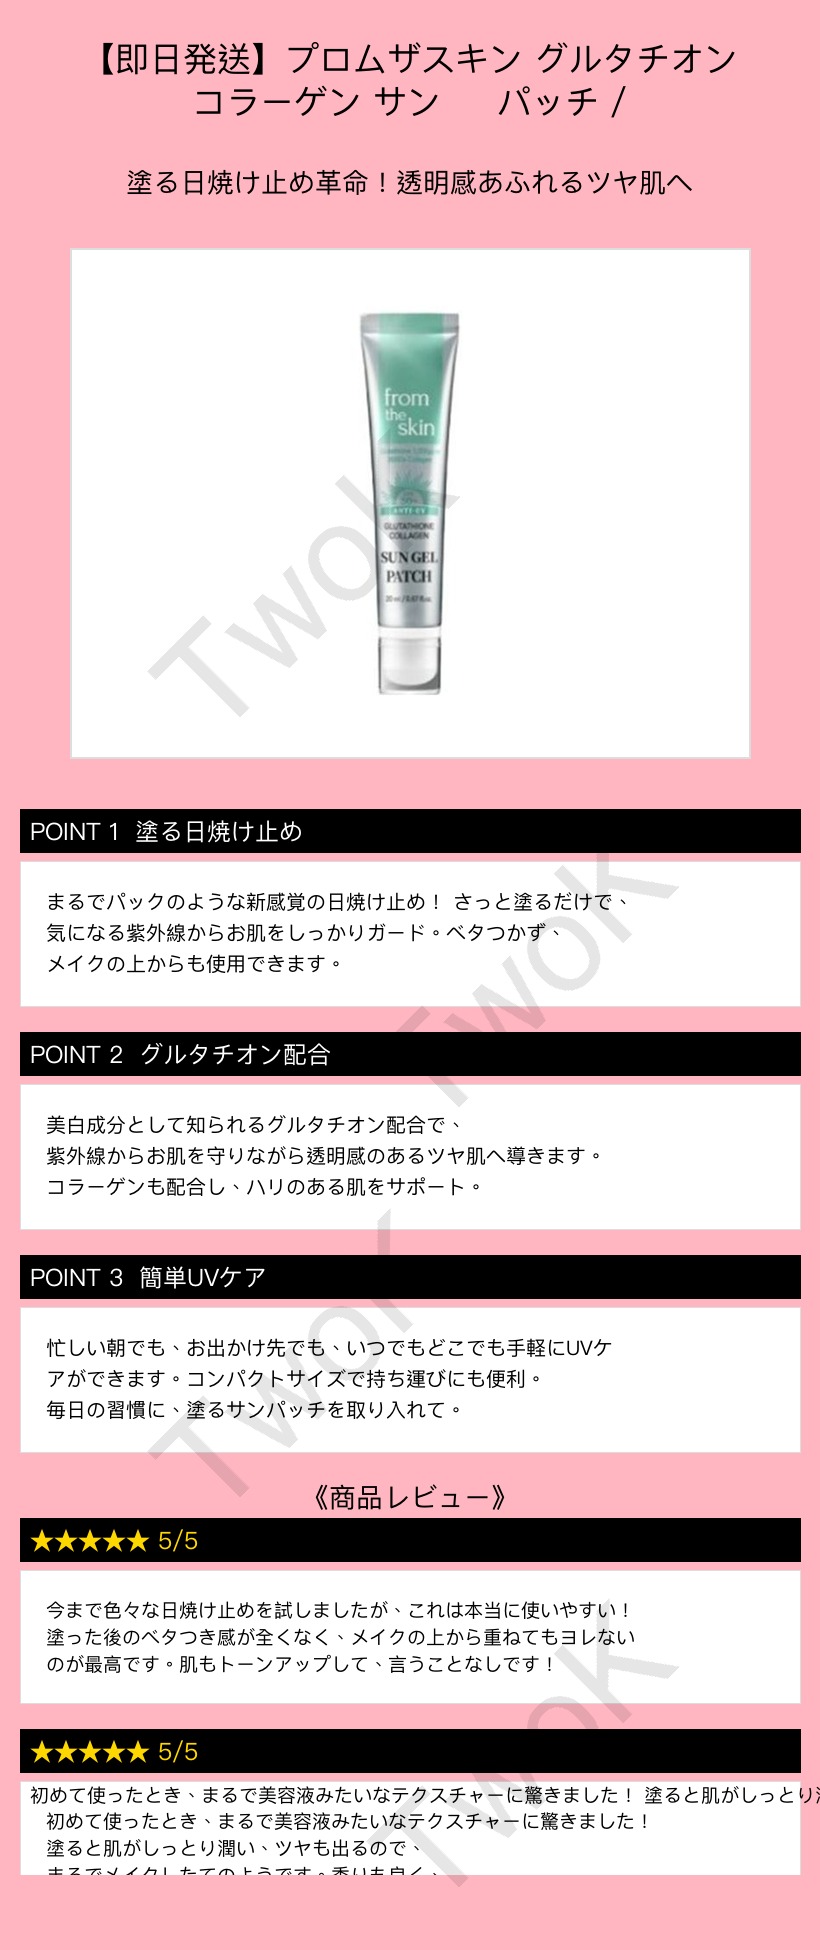 【即日発送】プロムザスキン グルタチオン
コラーゲン サン パッチ /
塗る日焼け止め革命！透明感あふれるツヤ肌へ
from
the
skin
ANTI-UV
GLUTATHIONE
COLLAGEN
SUN GEL
PATCH
TwoK
POINT 1 塗る日焼け止め
まるでパックのような新感覚の日焼け止め！ さっと塗るだけで、
気になる紫外線からお肌をしっかりガード。ベタつかず、
メイクの上からも使用できます。
TwoK
POINT 2 グルタチオン配合
美白成分として知られるグルタチオン配合で、
紫外線からお肌を守りながら透明感のあるツヤ肌へ導きます。
コラーゲンも配合し、ハリのある肌をサポート。
POINT 3 簡単UVケア
忙しい朝でも、お出かけ先でも、いつでもどこでも手軽にUVケ
アができます。コンパクトサイズで持ち運びにも便利。
毎日の習慣に、塗るサンパッチを取り入れて。
TwoK
《商品レビュー》
★★★★★ 5/5
今まで色々な日焼け止めを試しましたが、これは本当に使いやすい！
塗った後のベタつき感が全くなく、メイクの上から重ねてもヨレない
のが最高です。肌もトーンアップして、言うことなしです！
TwoK
★★★★★ 5/5
初めて使ったとき、まるで美容液みたいなテクスチャーに驚きました！ 塗ると肌がしっとり
初めて使ったとき、まるで美容液みたいなテクスチャーに驚きました！
塗ると肌がしっとり潤い、ツヤも出るので、
まるでメイクしたてのようです。香りも良く、